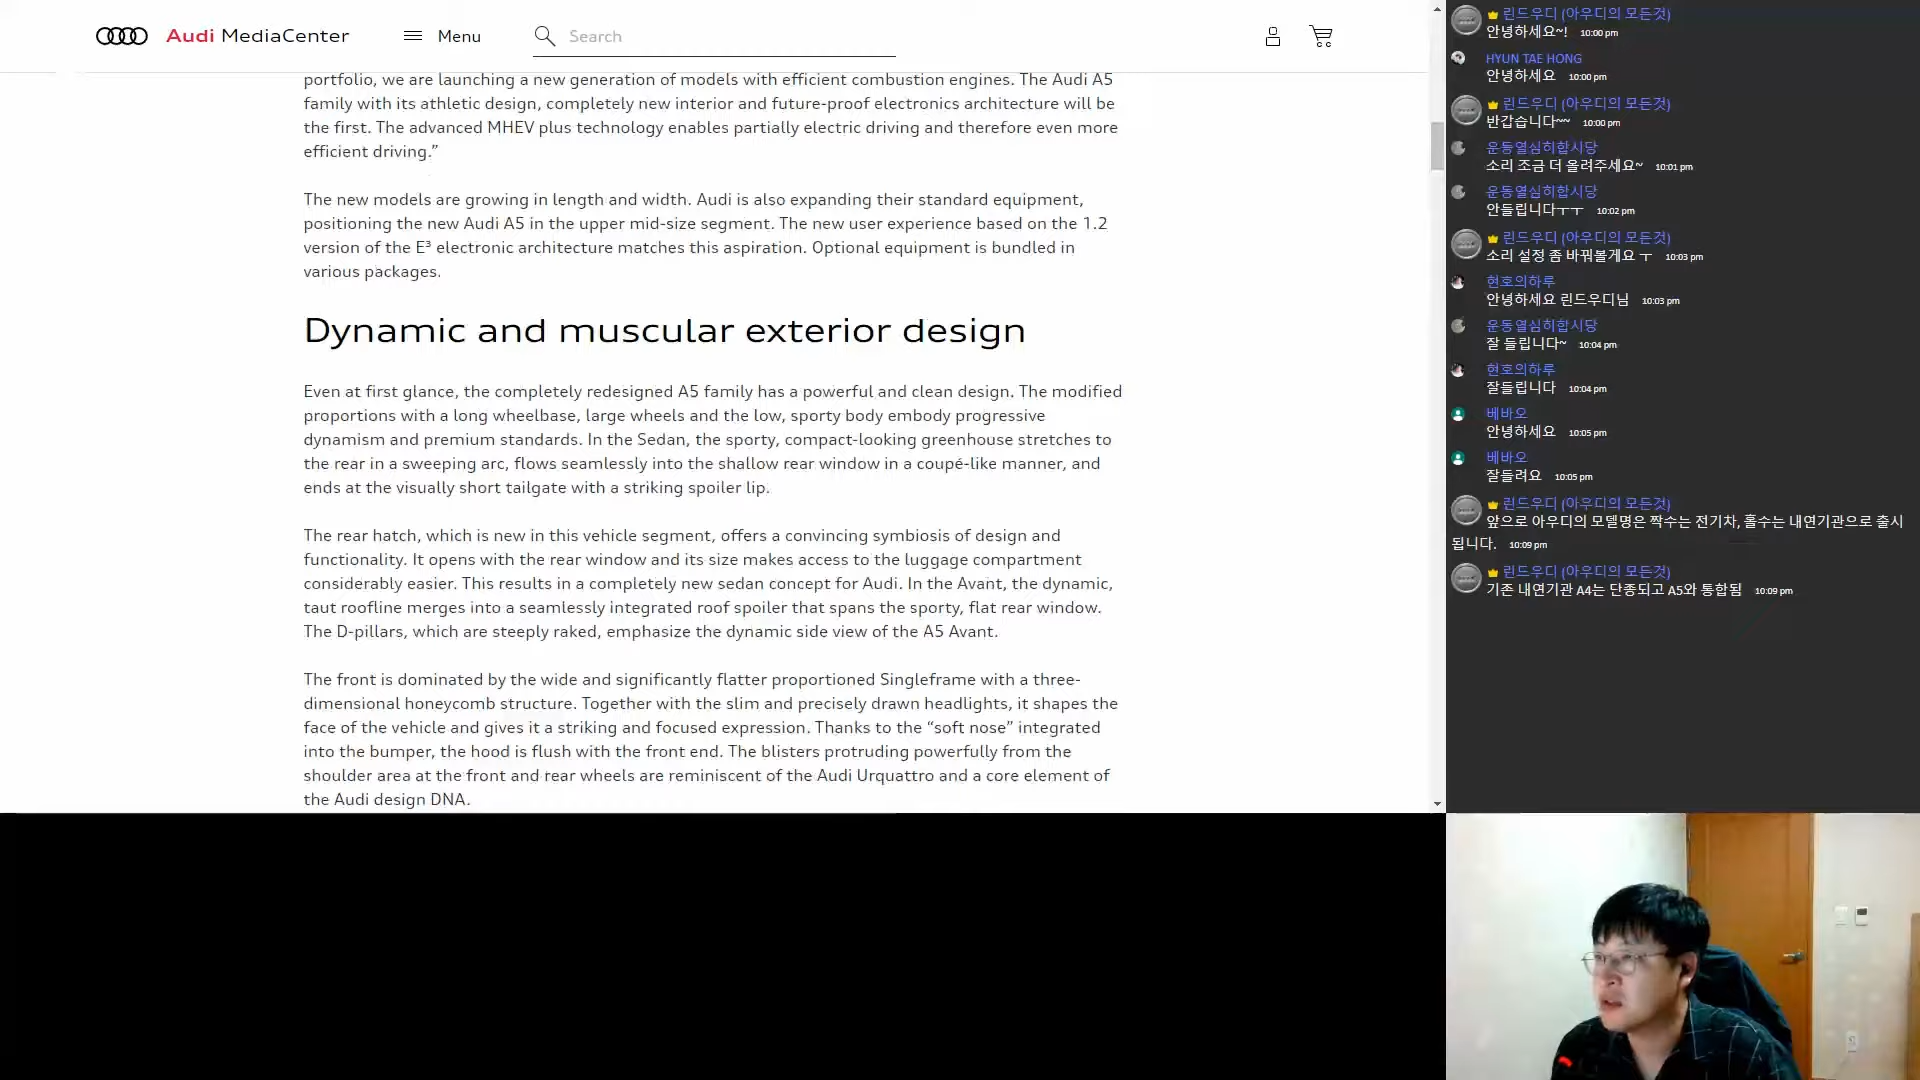 Audi MediaCenter
Menu
Search
portfolio, we are launching a new generation of models with efficient combustion engines. The Audi A5
family with its athletic design, completely new interior and future-proof electronics architecture will be
the first. The advanced MHEV plus technology enables partially electric driving and therefore even more
efficient driving.”
The new models are growing in length and width. Audi is also expanding their standard equipment,
positioning the new Audi A5 in the upper mid-size segment. The new user experience based on the 1.2
version of the E³ electronic architecture matches this aspiration. Optional equipment is bundled in
various packages.
Dynamic and muscular exterior design
Even at first glance, the completely redesigned A5 family has a powerful and clean design. The modified
proportions with a long wheelbase, large wheels and the low, sporty body embody progressive
dynamism and premium standards. In the Sedan, the sporty, compact-looking greenhouse stretches to
the rear in a sweeping arc, flows seamlessly into the shallow rear window in a coupé-like manner, and
ends at the visually short tailgate with a striking spoiler lip.
The rear hatch, which is new in this vehicle segment, offers a convincing symbiosis of design and
functionality. It opens with the rear window and its size makes access to the luggage compartment
considerably easier. This results in a completely new sedan concept for Audi. In the Avant, the dynamic,
taut roofline merges into a seamlessly integrated roof spoiler that spans the sporty, flat rear window.
The D-pillars, which are steeply raked, emphasize the dynamic side view of the A5 Avant.
The front is dominated by the wide and significantly flatter proportioned Singleframe with a three-
dimensional honeycomb structure. Together with the slim and precisely drawn headlights, it shapes the
face of the vehicle and gives it a striking and focused expression. Thanks to the “soft nose” integrated
into the bumper, the hood is flush with the front end. The blisters protruding powerfully from the
shoulder area at the front and rear wheels are reminiscent of the Audi Urquattro and a core element of
the Audi design DNA.
린드우디 (아우디의 모든것)
안녕하세요~! 10:00 pm
HYUN TAE HONG
안녕하세요 10:00 pm
린드우디 (아우디의 모든것)
반갑습니다~~ 10:00 pm
운동열심히합시당
소리 조금 더 올려주세요~ 10:01 pm
운동열심히합시당
안들립니다ㅜㅜ 10:02 pm
린드우디 (아우디의 모든것)
소리 설정 좀 바꿔볼게요 ㅜ 10:03 pm
현호의하루
안녕하세요 린드우디님 10:03 pm
운동열심히합시당
잘 들립니다~ 10:04 pm
현호의하루
잘들립니다 10:04 pm
베바오
안녕하세요 10:05 pm
베바오
잘들려요 10:05 pm
린드우디 (아우디의 모든것)
앞으로 아우디의 모델명은 짝수는 전기차, 홀수는 내연기관으로 출시
됩니다. 10:09 pm
린드우디 (아우디의 모든것)
기존 내연기관 A4는 단종되고 A5와 통합됨 10:09 pm